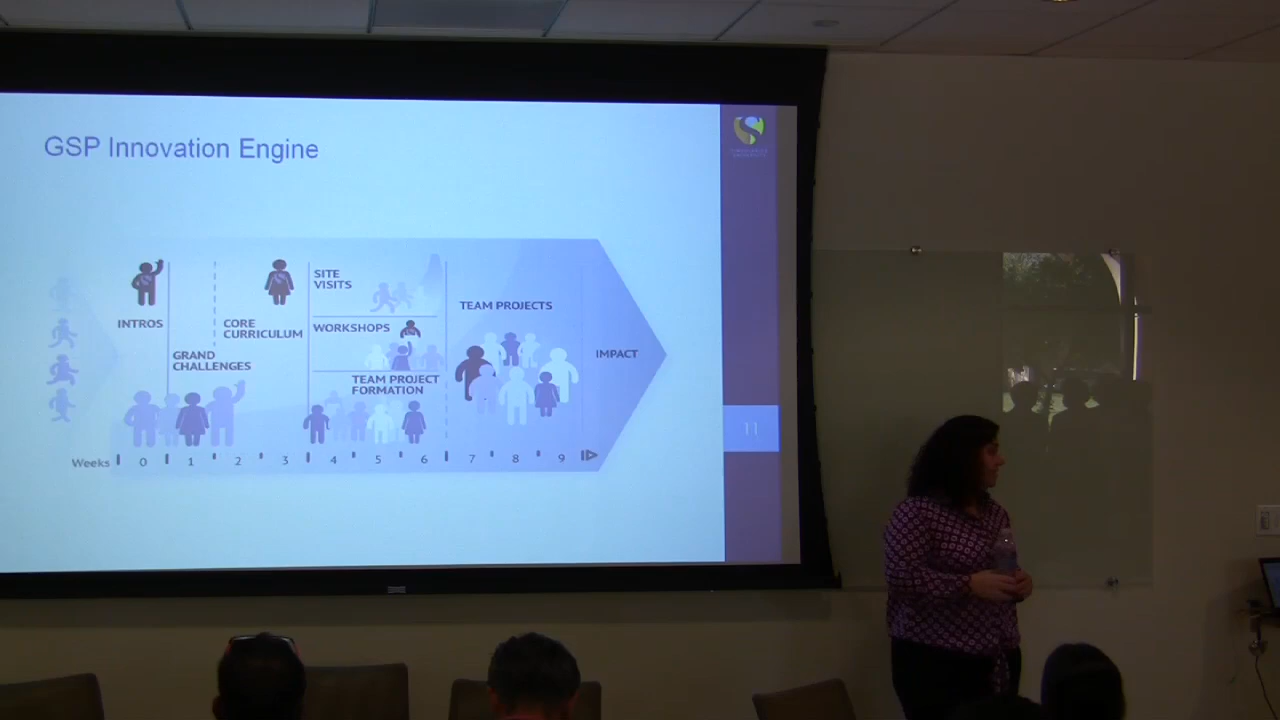 GSP Innovation Engine
INTROS
GRAND
CHALLENGES
CORE
CURRICULUM
SITE
VISITS
WORKSHOPS
TEAM PROJECT
FORMATION
TEAM PROJECTS
IMPACT
Weeks 0 1 2 3 4 5 6 7 8 9
11